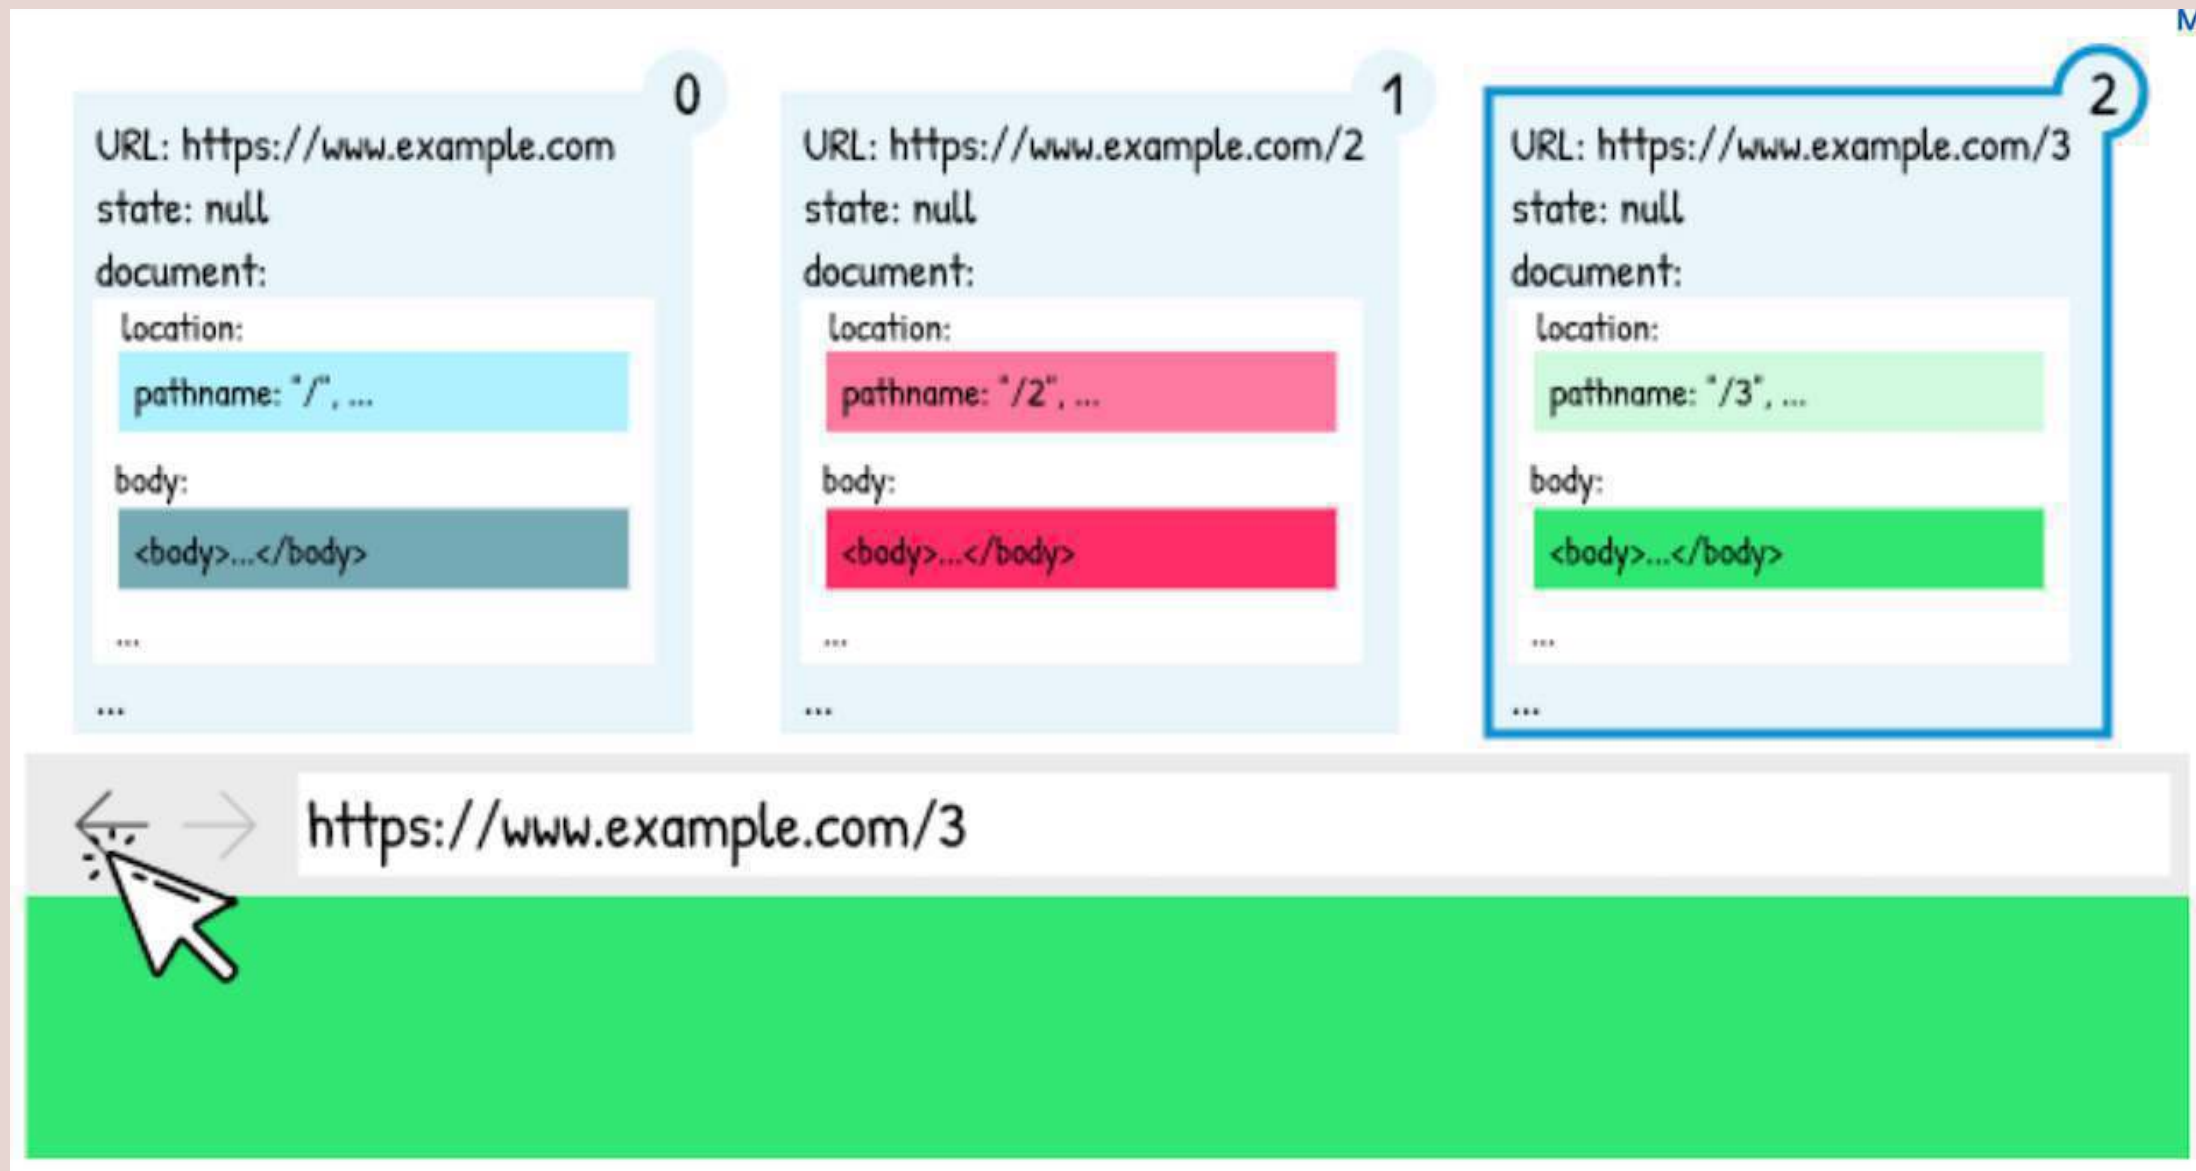 0
URL: https://www.example.com
state: null
document:
location:
pathname: "/", ...
body:
<body>...</body>
...
...
1
URL: https://www.example.com/2
state: null
document:
location:
pathname: "/2", ...
body:
<body>...</body>
...
...
2
URL: https://www.example.com/3
state: null
document:
location:
pathname: "/3", ...
body:
<body>...</body>
...
...
https://www.example.com/3